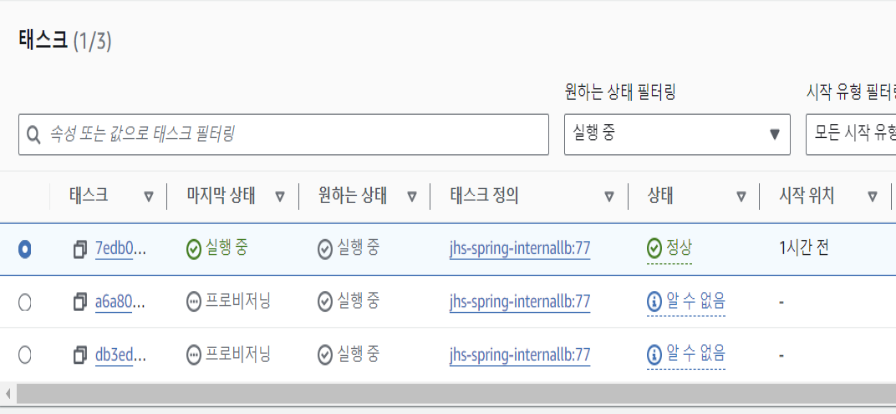 태스크 (1/3)
원하는 상태 필터링 시작 유형 필터링
속성 또는 값으로 태스크 필터링 실행 중 모든 시작 유형
태스크 마지막 상태 원하는 상태 태스크 정의 상태 시작 위치
7edb0... 실행 중 실행 중 jhs-spring-internallb:77 정상 1시간 전
a6a80... 프로비저닝 실행 중 jhs-spring-internallb:77 알 수 없음 -
db3ed... 프로비저닝 실행 중 jhs-spring-internallb:77 알 수 없음 -